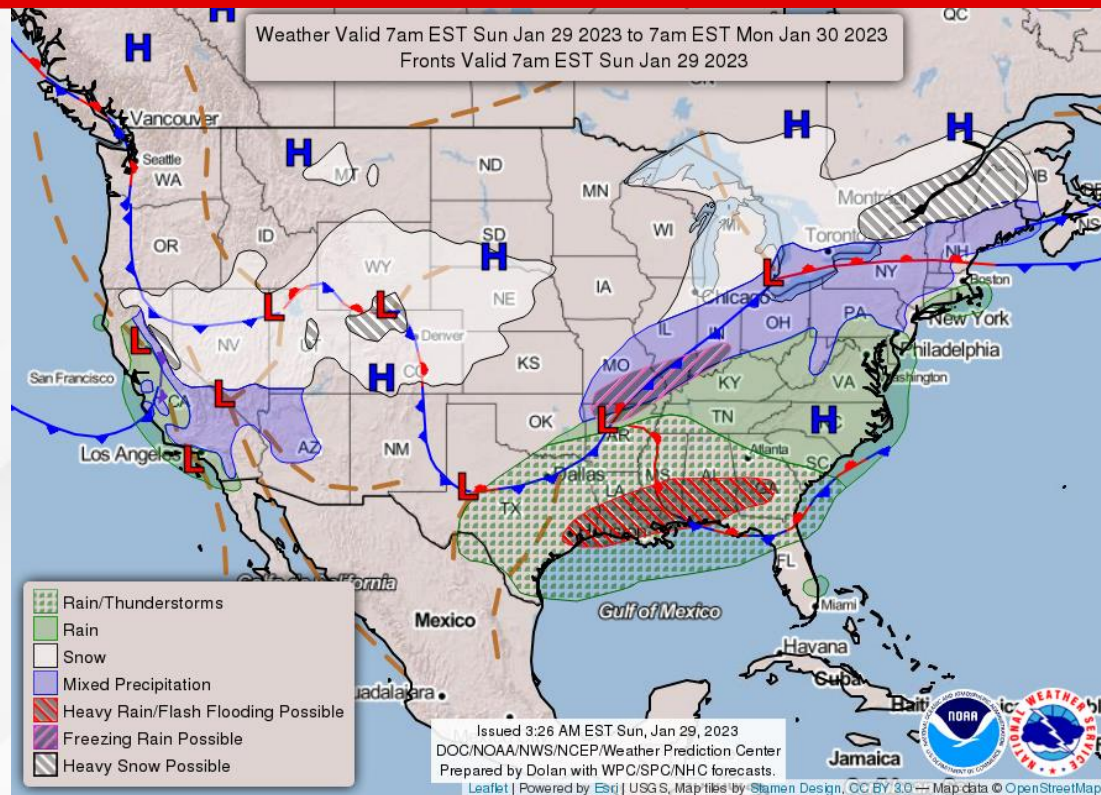 QC
Weather Valid 7am EST Sun Jan 29 2023 to 7am EST Mon Jan 30 2023
Fronts Valid 7am EST Sun Jan 29 2023
H
H
Vancouver
Seattle
WA
H
MT
ND
MN
H
H
Montréal
NB
NS
OR
ID
WY
SD
H
WI
MI
Toronto
NH
NY
Boston
L
L
L
NE
IA
Chicago
L
New York
NV
UT
Denver
CO
IL
IN
OH
PA
Philadelphia
Washington
San Francisco
CA
L
H
KS
MO
KY
VA
Los Angeles
L
AZ
NM
OK
L
AR
TN
H
SC
Atlanta
L
Dallas
TX
LA
MS
AL
GA
FL
Miami
Gulf of Mexico
Mexico
Havana
Cuba
Jamaica
Rain/Thunderstorms
Rain
Snow
Mixed Precipitation
Heavy Rain/Flash Flooding Possible
Freezing Rain Possible
Heavy Snow Possible
Issued 3:26 AM EST Sun, Jan 29, 2023
DOC/NOAA/NWS/NCEP/Weather Prediction Center
Prepared by Dolan with WPC/SPC/NHC forecasts.
NOAA
NATIONAL WEATHER SERVICE
Leaflet | Powered by Esri | USGS, Map tiles by Stamen Design, CC BY 3.0 — Map data © OpenStreetMap